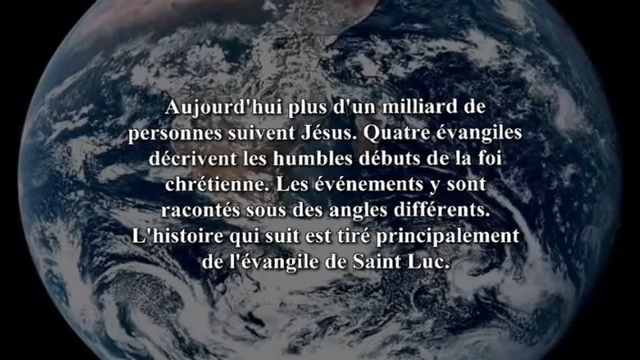 Aujourd'hui plus d'un milliard de
personnes suivent Jésus. Quatre évangiles
décrivent les humbles débuts de la foi
chrétienne. Les événements y sont
racontés sous des angles différents.
L'histoire qui suit est tiré principalement
de l'évangile de Saint Luc.